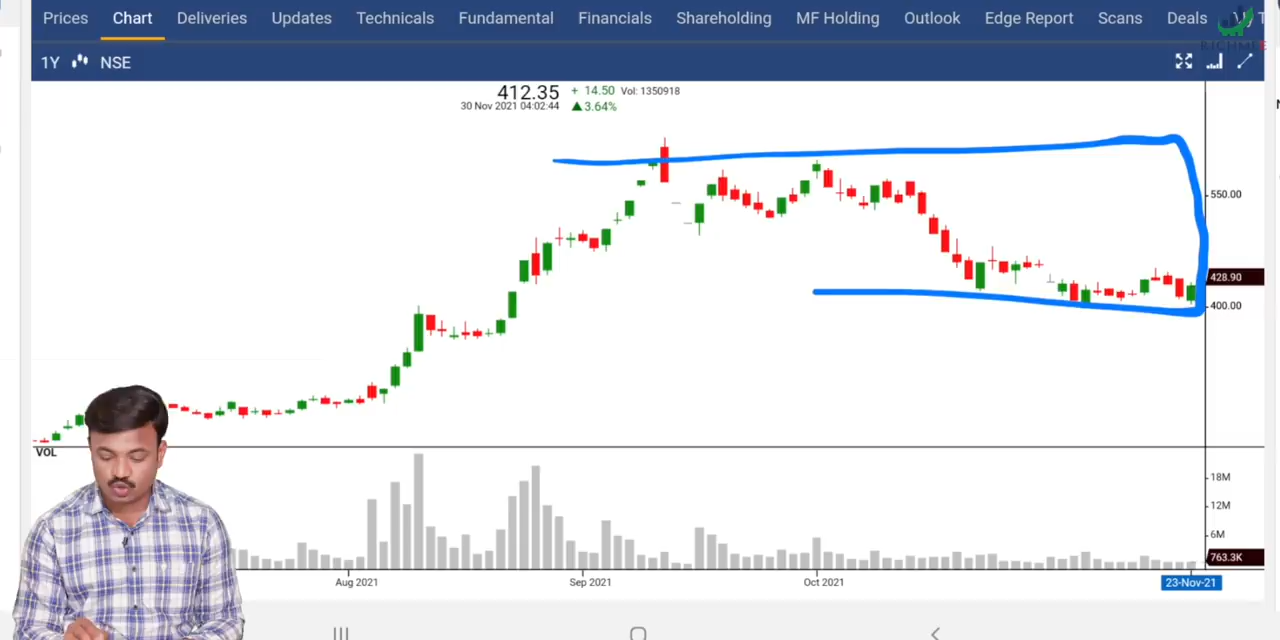 Prices Chart Deliveries Updates Technicals Fundamental Financials Shareholding MF Holding Outlook Edge Report Scans Deals
1Y NSE
412.35 + 14.50 Vol: 1350918
30 Nov 2021 04:02:44 ▲3.64%
550.00
428.90
400.00
VOL
18M
12M
6M
763.3K
Aug 2021 Sep 2021 Oct 2021 23-Nov-21